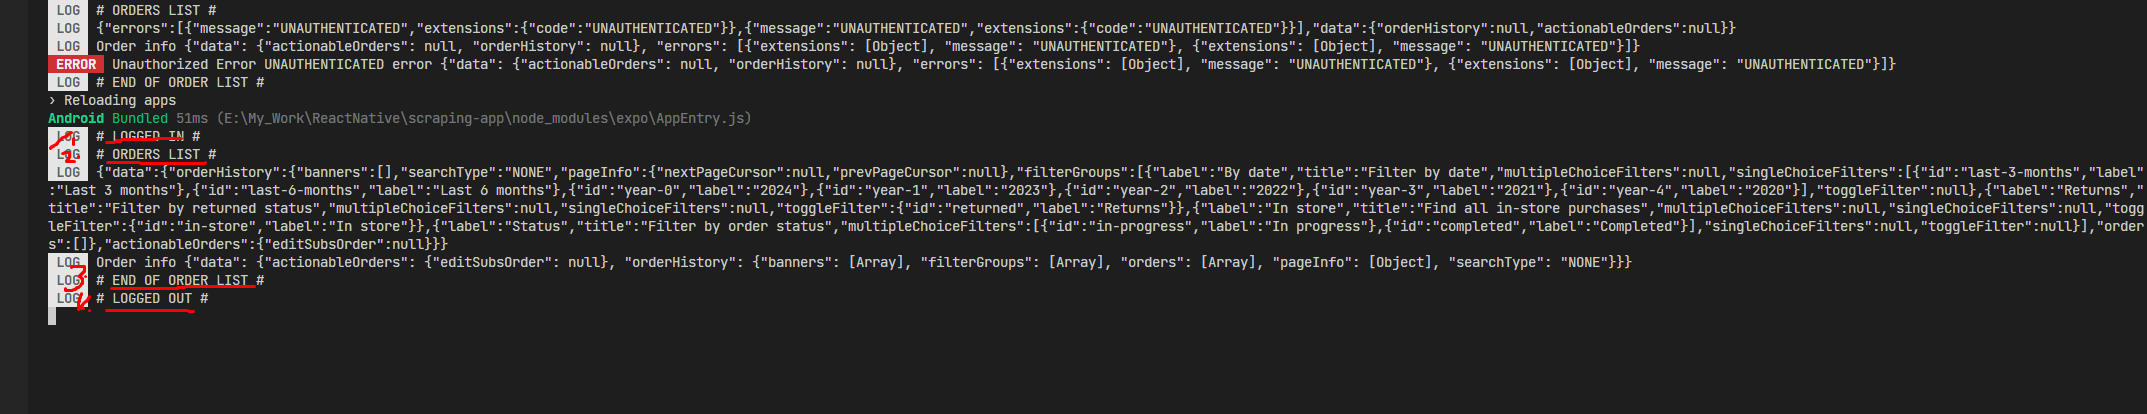 LOG # ORDERS LIST #
LOG {"errors":[{"message":"UNAUTHENTICATED","extensions":{"code":"UNAUTHENTICATED"}},{"message":"UNAUTHENTICATED","extensions":{"code":"UNAUTHENTICATED"}}],"data":{"orderHistory":null,"actionableOrders":null}}
LOG Order info {"data": {"actionableOrders": null, "orderHistory": null}, "errors": [{"extensions": [Object], "message": "UNAUTHENTICATED"}, {"extensions": [Object], "message": "UNAUTHENTICATED"}]}
ERROR Unauthorized Error UNAUTHENTICATED error {"data": {"actionableOrders": null, "orderHistory": null}, "errors": [{"extensions": [Object], "message": "UNAUTHENTICATED"}, {"extensions": [Object], "message": "UNAUTHENTICATED"}]}
LOG # END OF ORDER LIST #
› Reloading apps
Android Bundled 51ms (E:\My_Work\ReactNative\scraping-app\node_modules\expo\AppEntry.js)
LOG # LOGGED IN #
1
LOG # ORDERS LIST #
2
LOG {"data":{"orderHistory":{"banners":[],"searchType":"NONE","pageInfo":{"nextPageCursor":null,"prevPageCursor":null},"filterGroups":[{"label":"By date","title":"Filter by date","multipleChoiceFilters":null,"singleChoiceFilters":[{"id":"last-3-months","label"
:"Last 3 months"},{"id":"last-6-months","label":"Last 6 months"},{"id":"year-0","label":"2024"},{"id":"year-1","label":"2023"},{"id":"year-2","label":"2022"},{"id":"year-3","label":"2021"},{"id":"year-4","label":"2020"}],"toggleFilter":null},{"label":"Returns","
title":"Filter by returned status","multipleChoiceFilters":null,"singleChoiceFilters":null,"toggleFilter":{"id":"returned","label":"Returns"}},{"label":"In store","title":"Find all in-store purchases","multipleChoiceFilters":null,"singleChoiceFilters":null,"togg
leFilter":{"id":"in-store","label":"In store"}},{"label":"Status","title":"Filter by order status","multipleChoiceFilters":[{"id":"in-progress","label":"In progress"},{"id":"completed","label":"Completed"}],"singleChoiceFilters":null,"toggleFilter":null}],"order
s":[]},"actionableOrders":{"editSubsOrder":null}}}
LOG Order info {"data": {"actionableOrders": {"editSubsOrder": null}, "orderHistory": {"banners": [Array], "filterGroups": [Array], "orders": [Array], "pageInfo": [Object], "searchType": "NONE"}}}
3
LOG # END OF ORDER LIST #
LOG # LOGGED OUT #